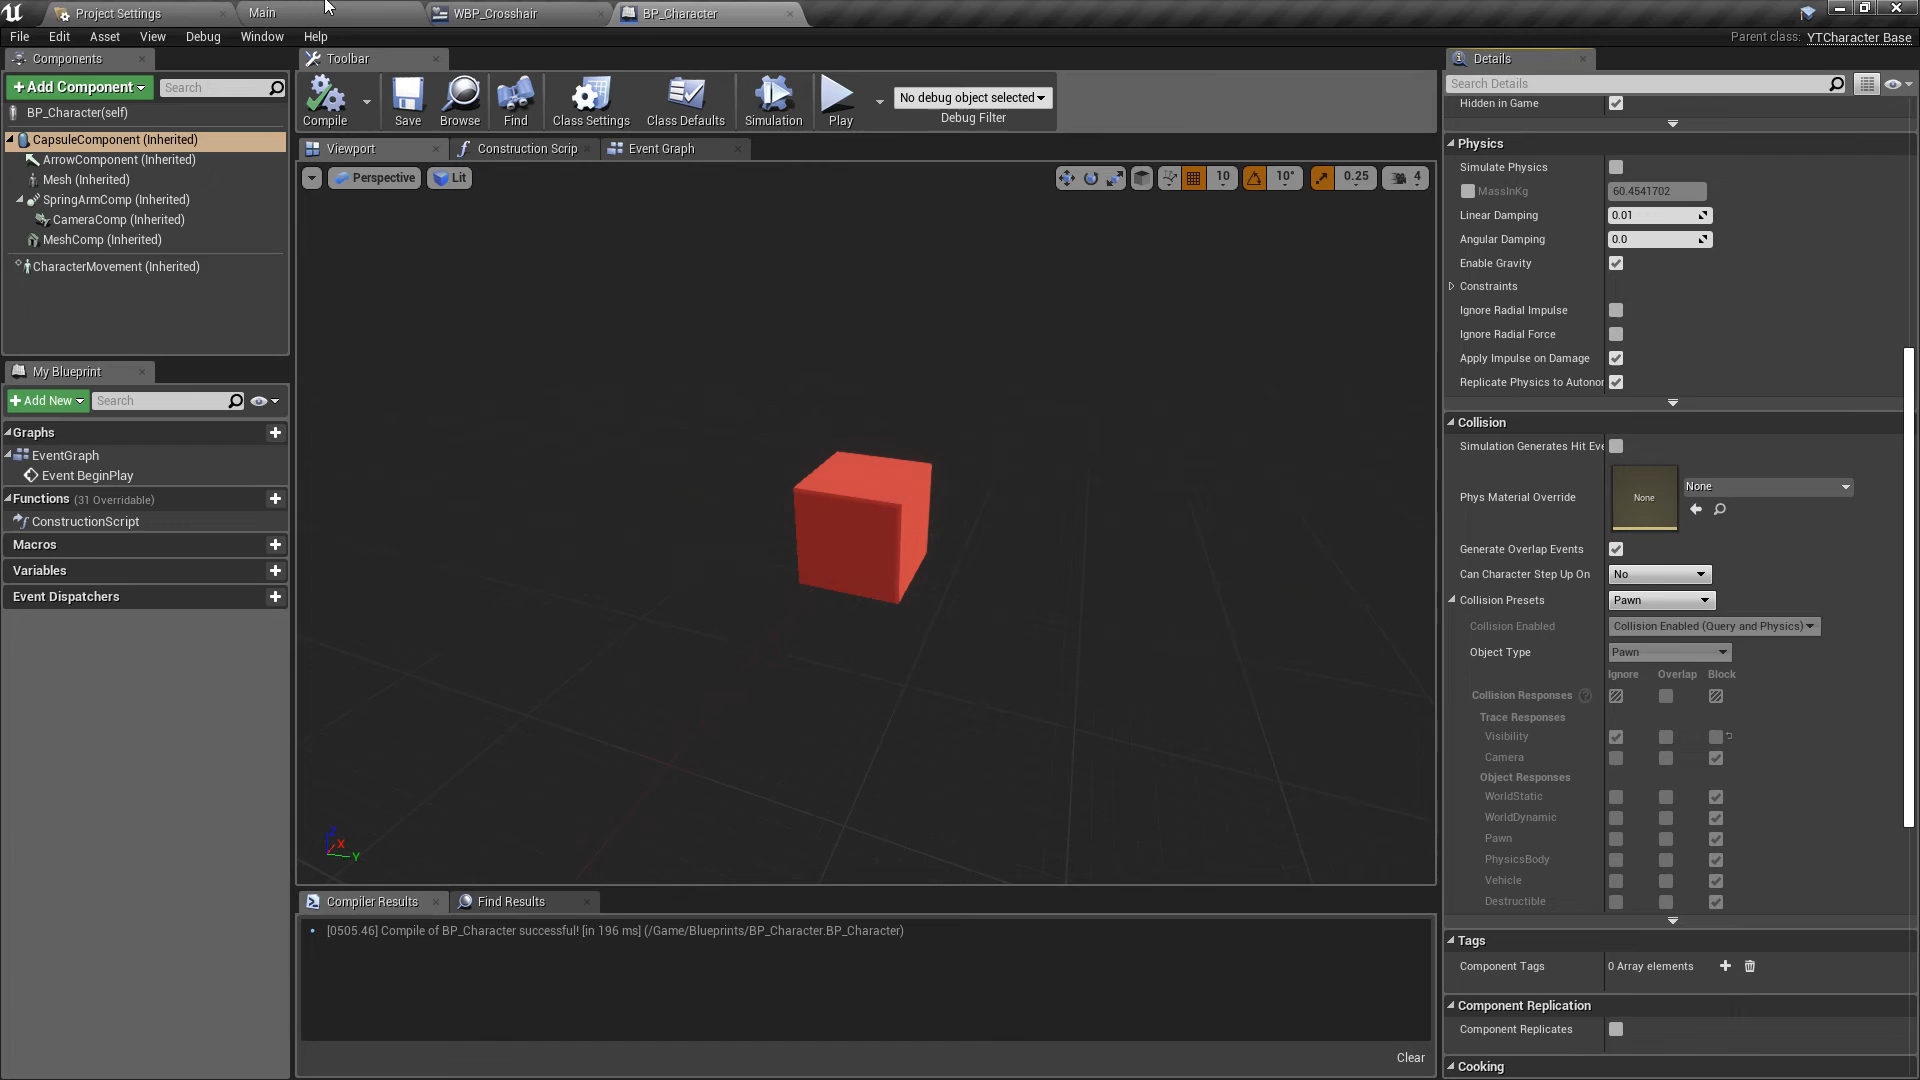 Project Settings
Main
WBP_Crosshair
BP_Character
File Edit Asset View Debug Window Help
Parent class: YTCharacter Base
Components
+Add Component
Search
BP_Character(self)
CapsuleComponent (Inherited)
ArrowComponent (Inherited)
Mesh (Inherited)
SpringArmComp (Inherited)
CameraComp (Inherited)
MeshComp (Inherited)
CharacterMovement (Inherited)
My Blueprint
+Add New
Search
Graphs
EventGraph
Event BeginPlay
Functions (31 Overridable)
ConstructionScript
Macros
Variables
Event Dispatchers
Toolbar
Compile
Save
Browse
Find
Class Settings
Class Defaults
Simulation
Play
No debug object selected
Debug Filter
Viewport
Construction Scrip
Event Graph
Perspective
Lit
10
10°
0.25
4
Z
X
Y
Compiler Results
Find Results
[0505.46] Compile of BP_Character successful! [in 196 ms] (/Game/Blueprints/BP_Character.BP_Character)
Clear
Details
Search Details
Hidden in Game
Physics
Simulate Physics
MassInKg 60.4541702
Linear Damping 0.01
Angular Damping 0.0
Enable Gravity
Constraints
Ignore Radial Impulse
Ignore Radial Force
Apply Impulse on Damage
Replicate Physics to Autonor
Collision
Simulation Generates Hit Eve
Phys Material Override None None
Generate Overlap Events
Can Character Step Up On No
Collision Presets Pawn
Collision Enabled Collision Enabled (Query and Physics)
Object Type Pawn
Ignore Overlap Block
Collision Responses ?
Trace Responses
Visibility
Camera
Object Responses
WorldStatic
WorldDynamic
Pawn
PhysicsBody
Vehicle
Destructible
Tags
Component Tags 0 Array elements
Component Replication
Component Replicates
Cooking